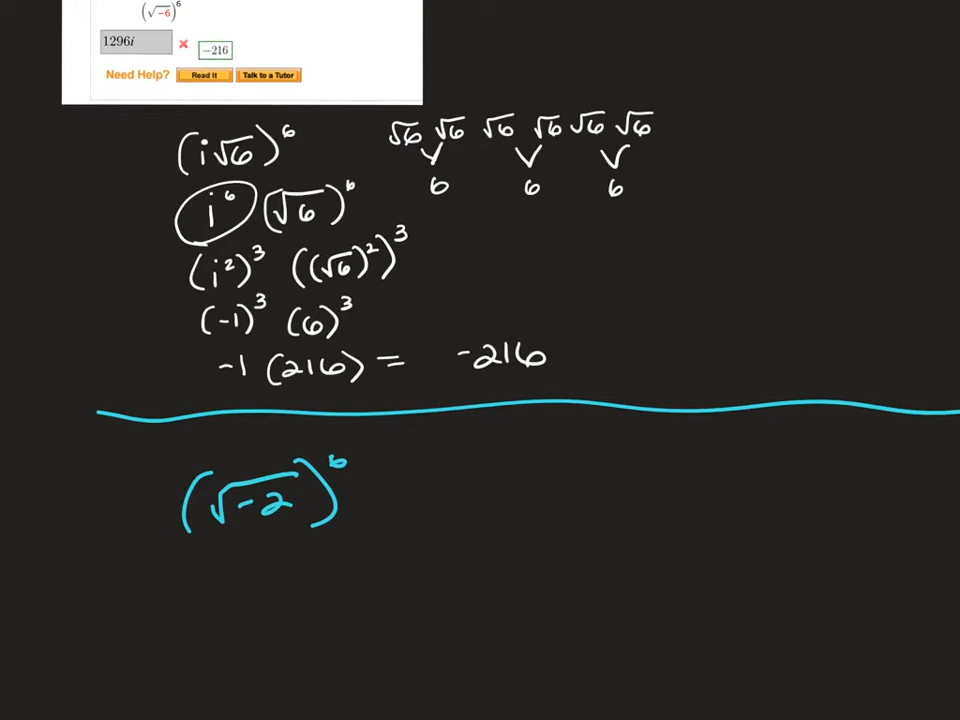 (√-6)^6
1296i × -216
Need Help? Read It Talk to a Tutor
(i√6)^6 √6 √6 √6 √6 √6 √6
6 6 6
i^6 (√6)^6
(i^2)^3 ((√6)^2)^3
(-1)^3 (6)^3
-1 (216) = -216
(√-2)^6